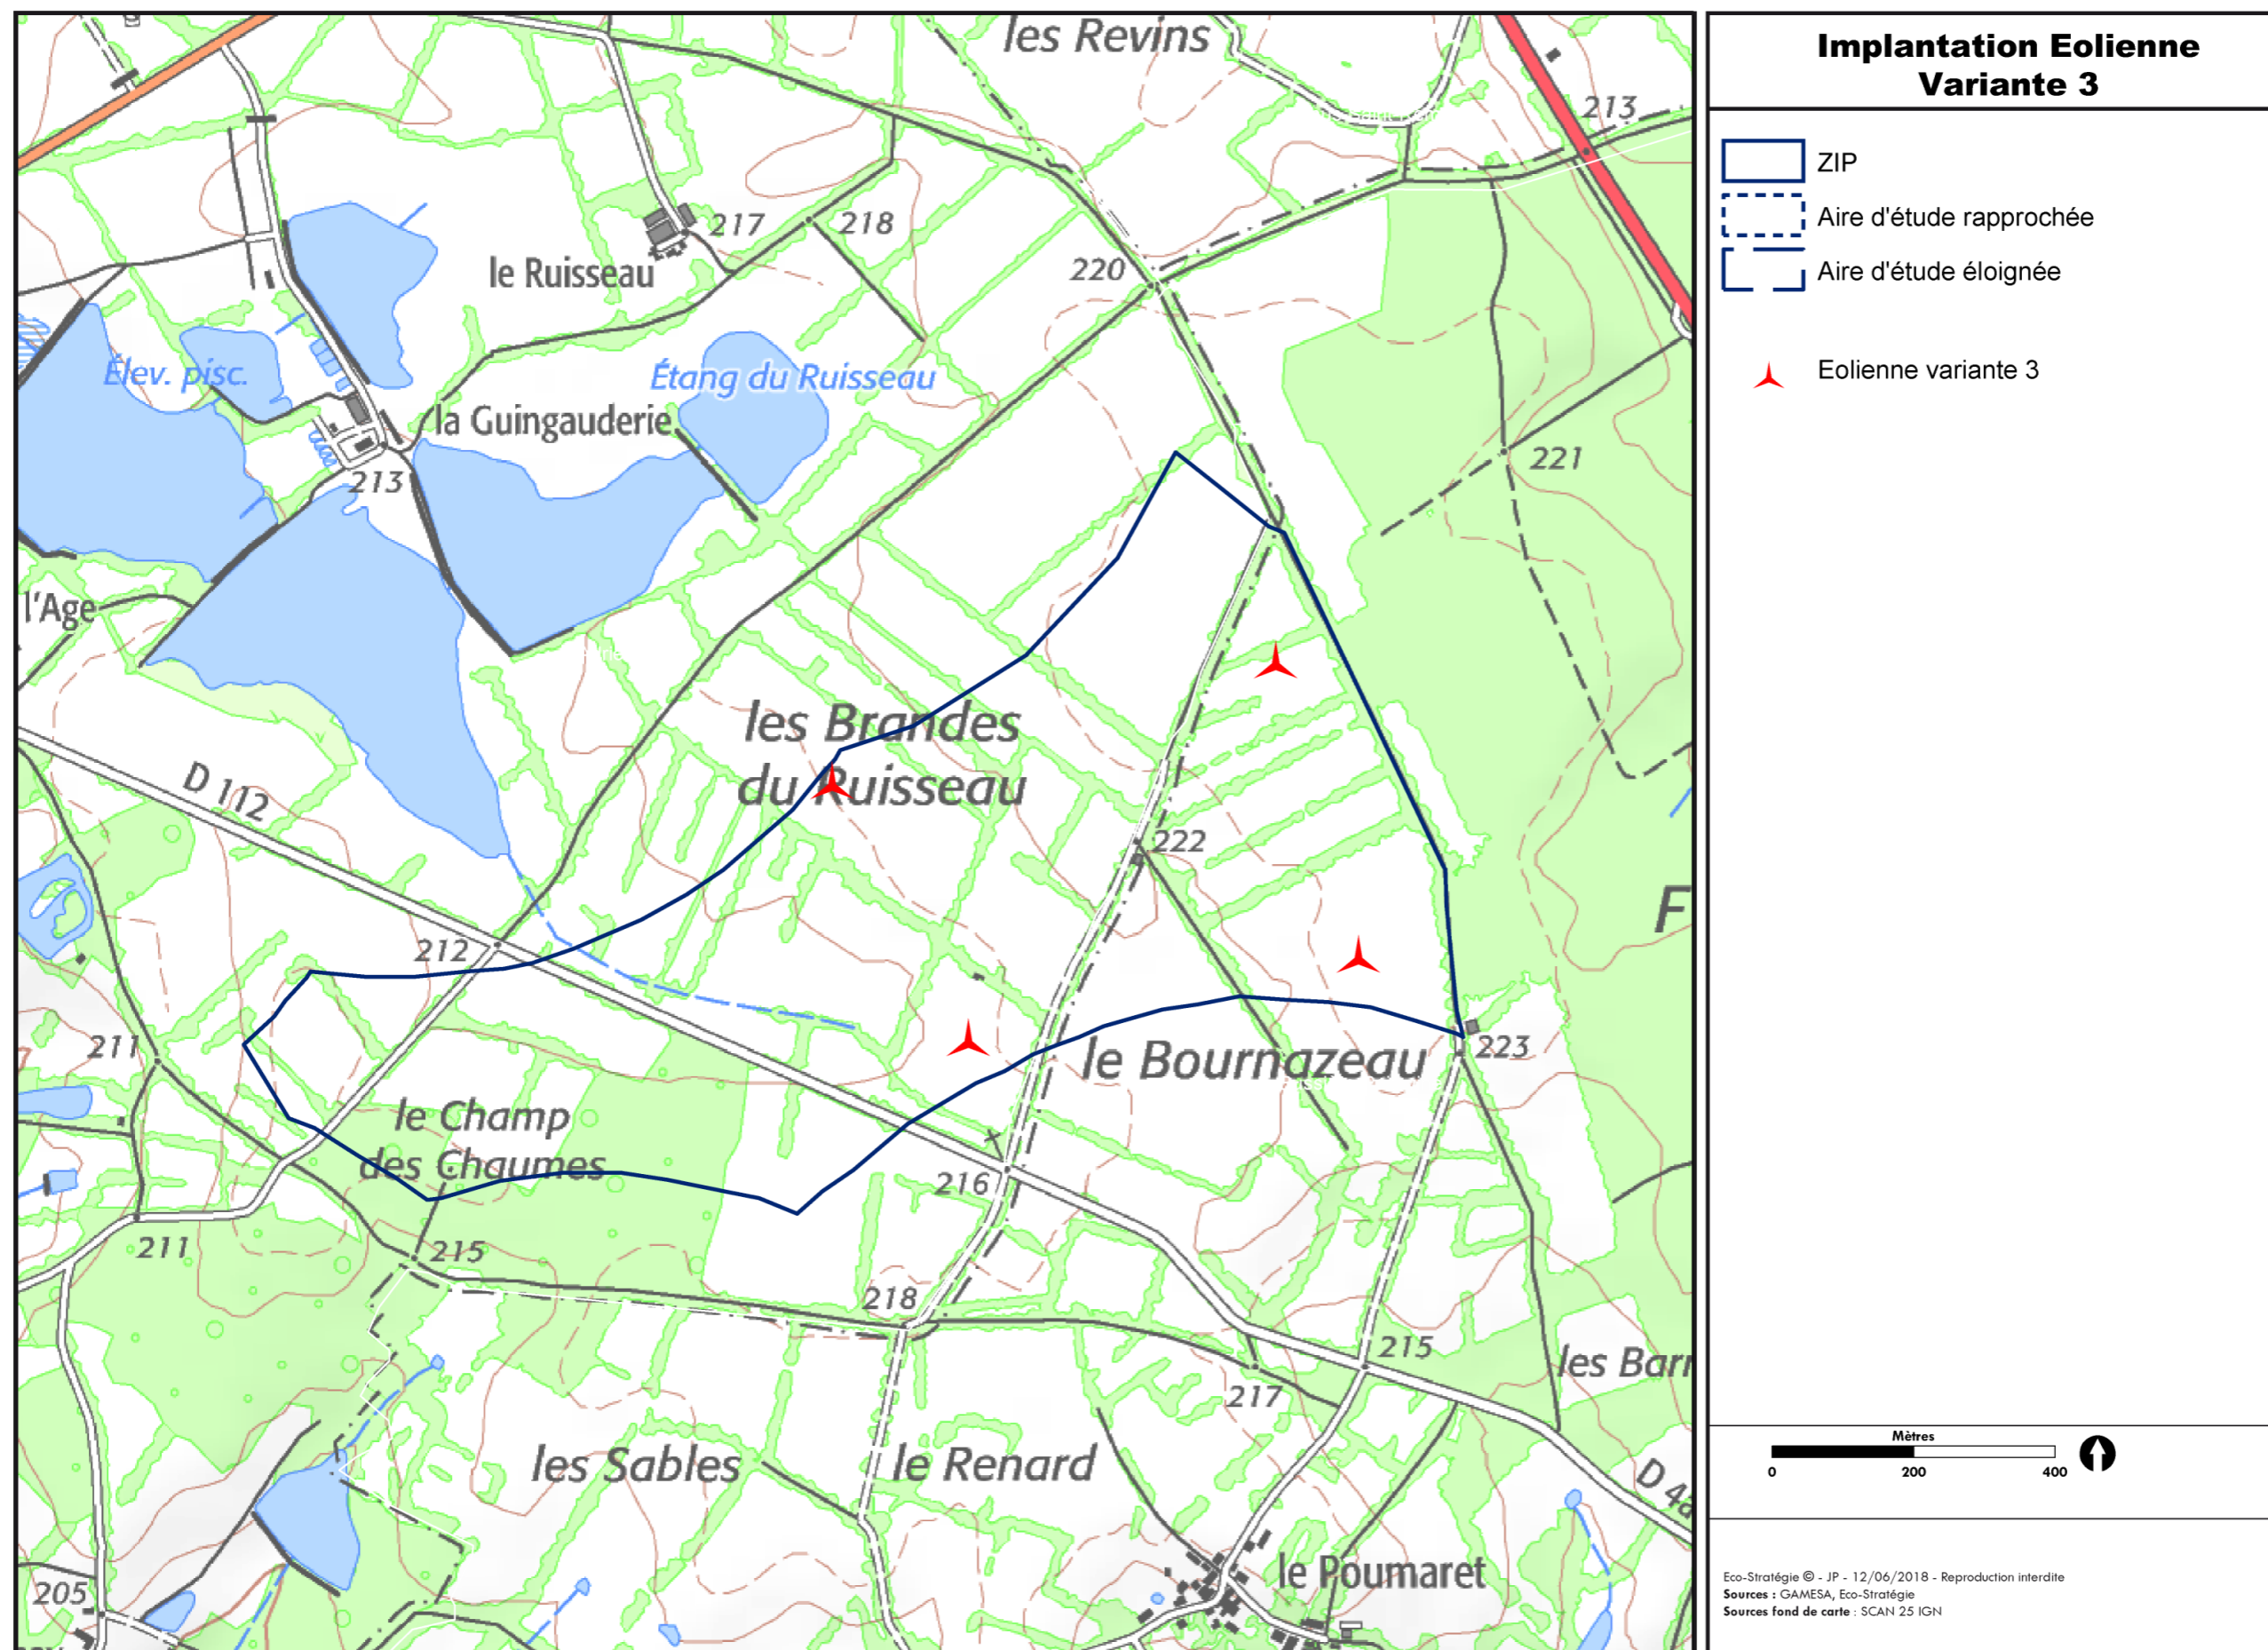 les Revins
213
217
218
le Ruisseau
220
Élev. pisc.
Étang du Ruisseau
la Guingauderie
221
213
l'Age
les Brandes
du Ruisseau
D 112
222
F
212
211
le Bournazeau
223
le Champ
des Chaumes
216
211
215
218
215
les Barr
217
les Sables
le Renard
D 4a
le Poumaret
205
Implantation Eolienne
Variante 3
ZIP
Aire d'étude rapprochée
Aire d'étude éloignée
Eolienne variante 3
Mètres
0 200 400
Eco-Stratégie © - JP - 12/06/2018 - Reproduction interdite
Sources : GAMESA, Eco-Stratégie
Sources fond de carte : SCAN 25 IGN